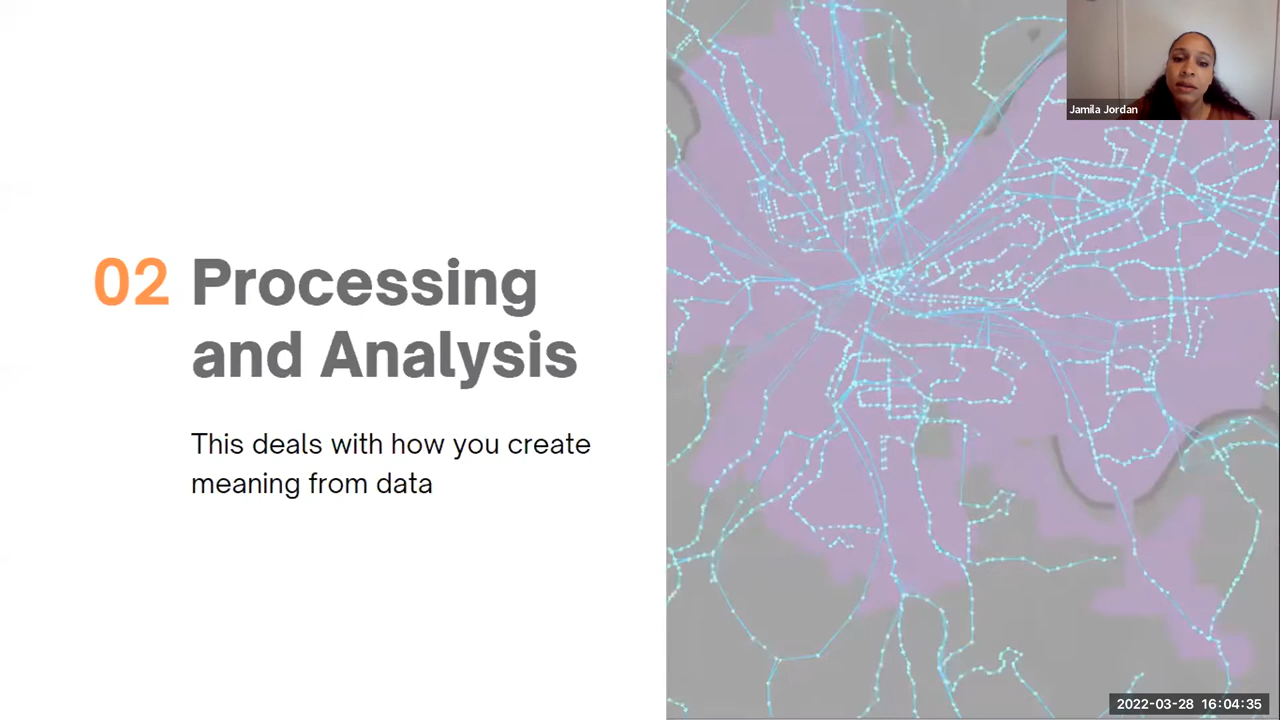 02 Processing
and Analysis
This deals with how you create
meaning from data
Jamila Jordan
2022-03-28 16:04:35